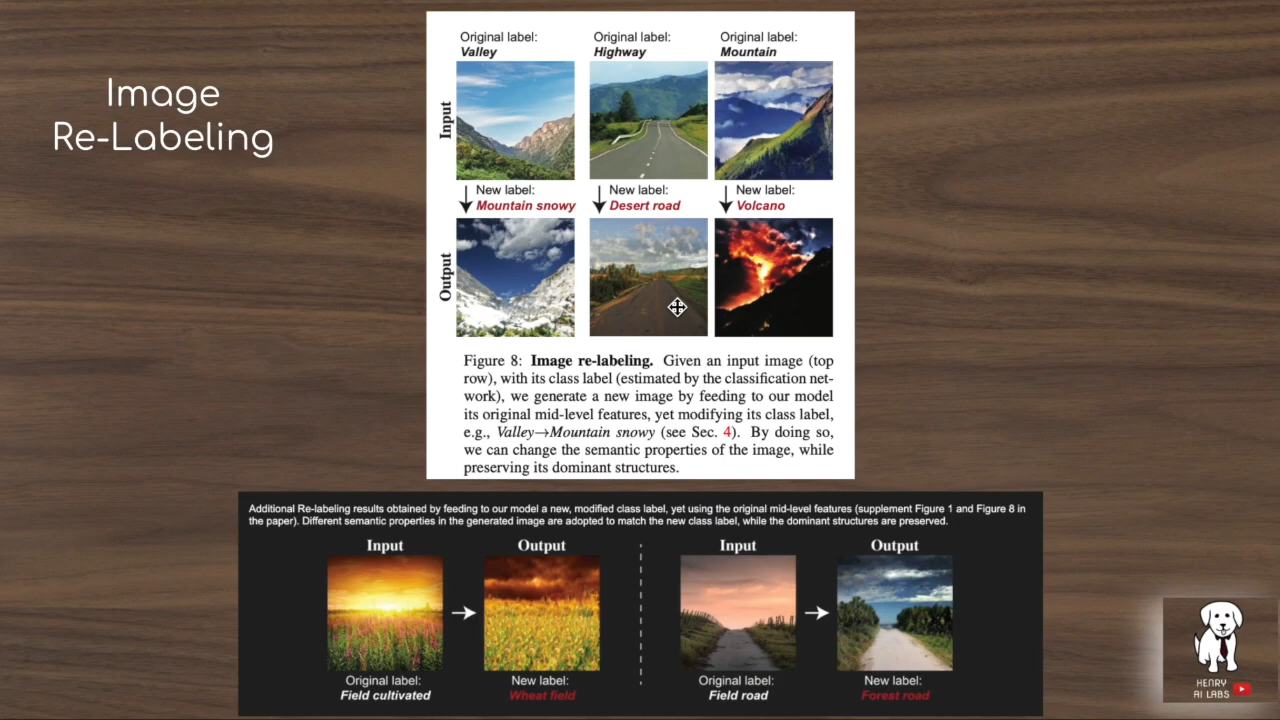 Image
Re-Labeling
Original label:
Valley
Original label:
Highway
Original label:
Mountain
Input
New label:
Mountain snowy
New label:
Desert road
New label:
Volcano
Output
Figure 8: Image re-labeling. Given an input image (top
row), with its class label (estimated by the classification net-
work), we generate a new image by feeding to our model
its original mid-level features, yet modifying its class label,
e.g., Valley→Mountain snowy (see Sec. 4). By doing so,
we can change the semantic properties of the image, while
preserving its dominant structures.
Additional Re-labeling results obtained by feeding to our model a new, modified class label, yet using the original mid-level features (supplement Figure 1 and Figure 8 in
the paper). Different semantic properties in the generated image are adopted to match the new class label, while the dominant structures are preserved.
Input
Output
Input
Output
Original label:
Field cultivated
New label:
Wheat field
Original label:
Field road
New label:
Forest road
HENRY
AI LABS